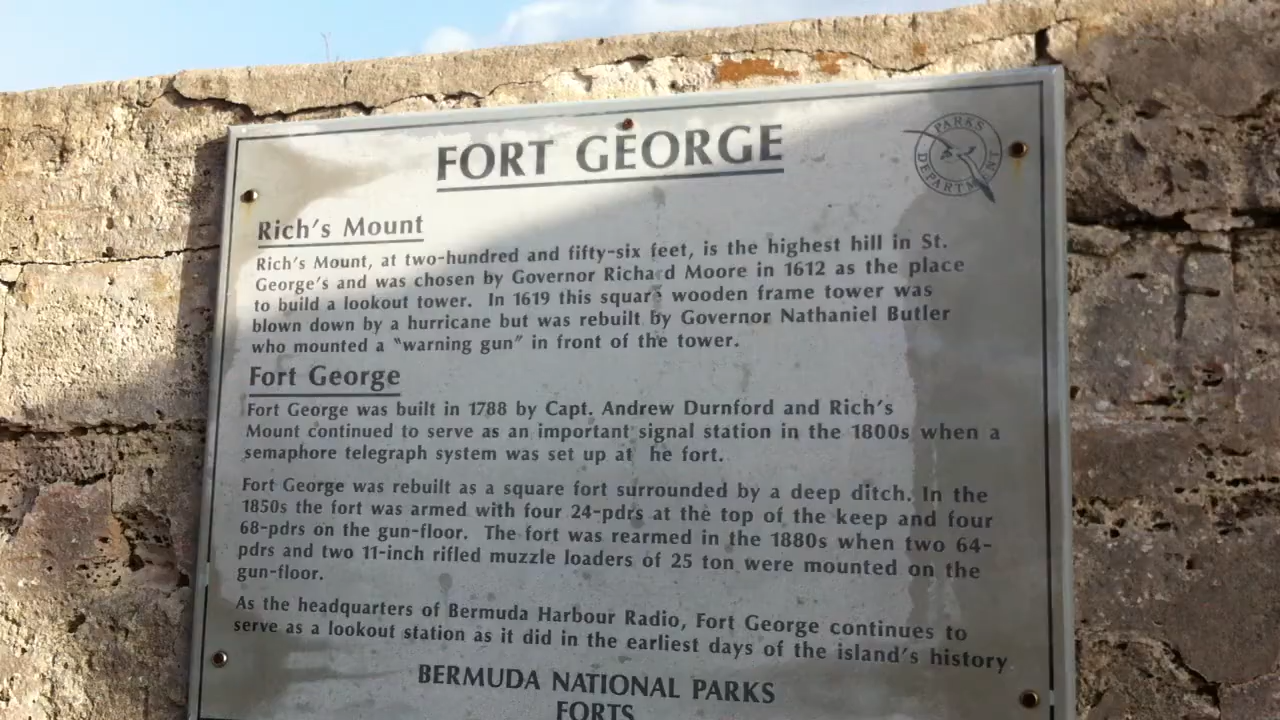 FORT GEORGE
PARKS
DEPARTMENT
Rich's Mount
Rich's Mount, at two-hundred and fifty-six feet, is the highest hill in St.
George's and was chosen by Governor Richard Moore in 1612 as the place
to build a lookout tower. In 1619 this square wooden frame tower was
blown down by a hurricane but was rebuilt by Governor Nathaniel Butler
who mounted a "warning gun" in front of the tower.
Fort George
Fort George was built in 1788 by Capt. Andrew Durnford and Rich's
Mount continued to serve as an important signal station in the 1800s when a
semaphore telegraph system was set up at he fort.
Fort George was rebuilt as a square fort surrounded by a deep ditch. In the
1850s the fort was armed with four 24-pdrs at the top of the keep and four
68-pdrs on the gun-floor. The fort was rearmed in the 1880s when two 64-
pdrs and two 11-inch rifled muzzle loaders of 25 ton were mounted on the
gun-floor.
As the headquarters of Bermuda Harbour Radio, Fort George continues to
serve as a lookout station as it did in the earliest days of the island's history
BERMUDA NATIONAL PARKS
FORTS